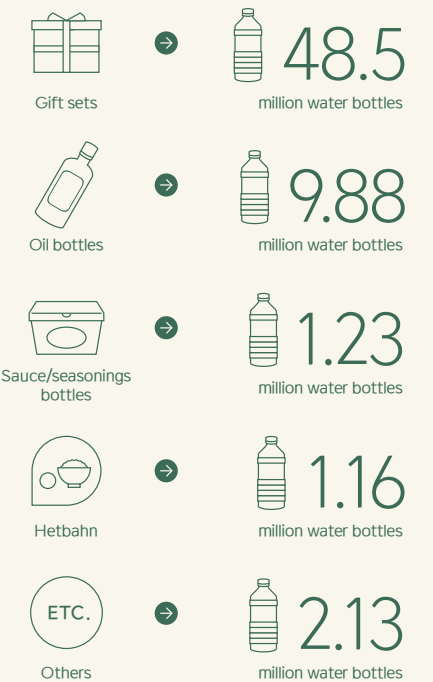 48.5
Gift sets
million water bottles
9.88
Oil bottles
million water bottles
1.23
Sauce/seasonings
bottles
million water bottles
1.16
Hetbahn
million water bottles
ETC.
2.13
Others
million water bottles